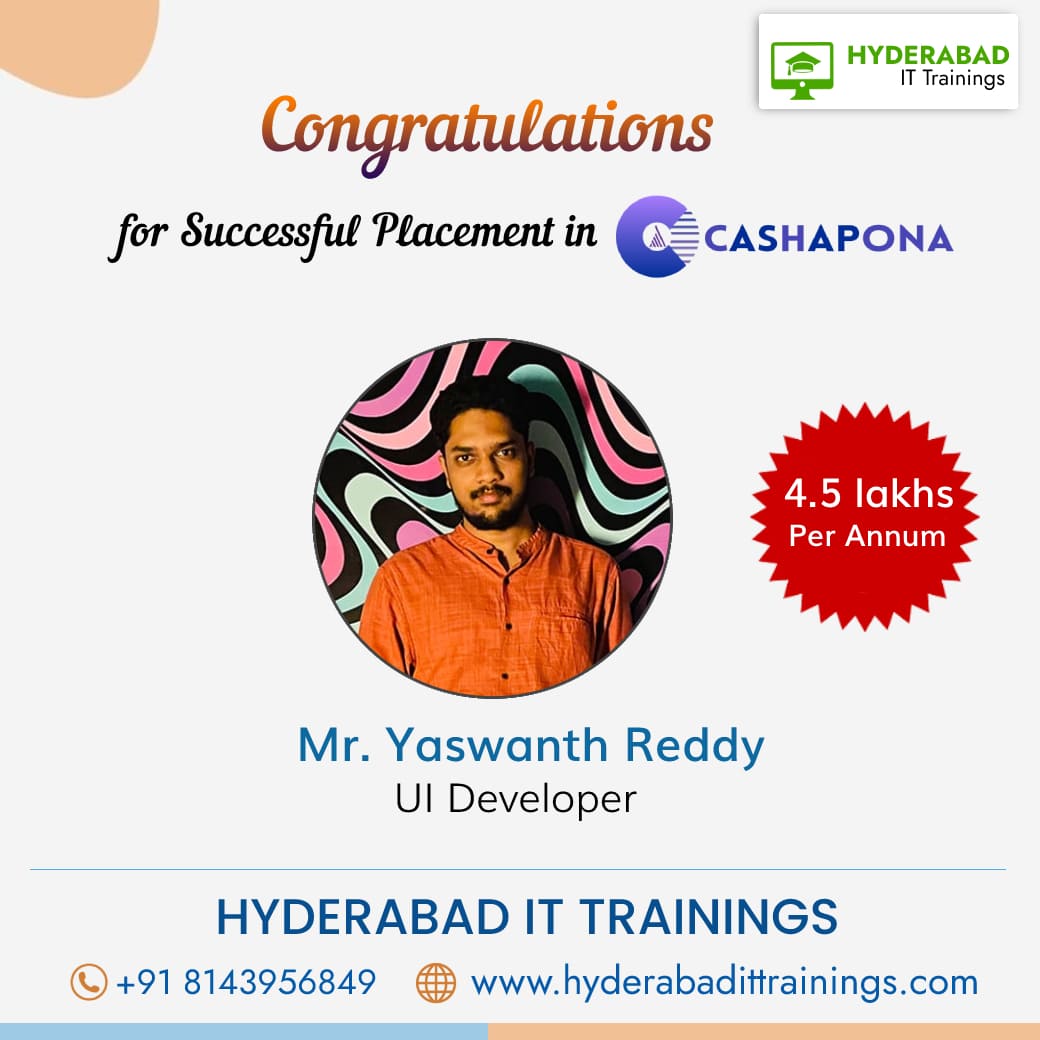 HYDERABAD
IT Trainings
Congratulations
for Successful Placement in CASHAPONA
4.5 lakhs
Per Annum
Mr. Yaswanth Reddy
UI Developer
HYDERABAD IT TRAININGS
+91 8143956849 www.hyderabadittrainings.com